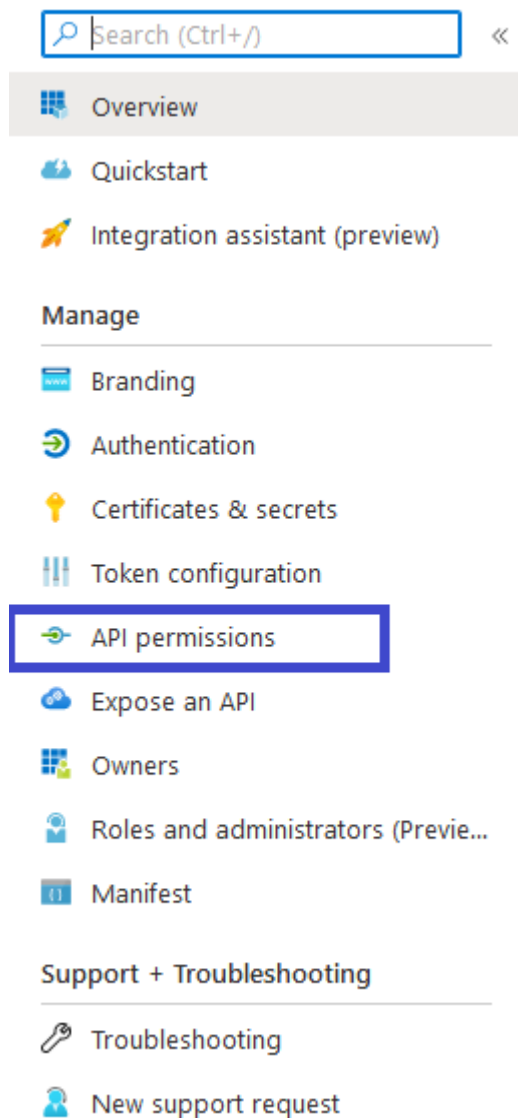 Search (Ctrl+/)
«
Overview
Quickstart
Integration assistant (preview)
Manage
www
Branding
Authentication
Certificates & secrets
Token configuration
API permissions
Expose an API
Owners
Roles and administrators (Previe...
Manifest
Support + Troubleshooting
Troubleshooting
New support request